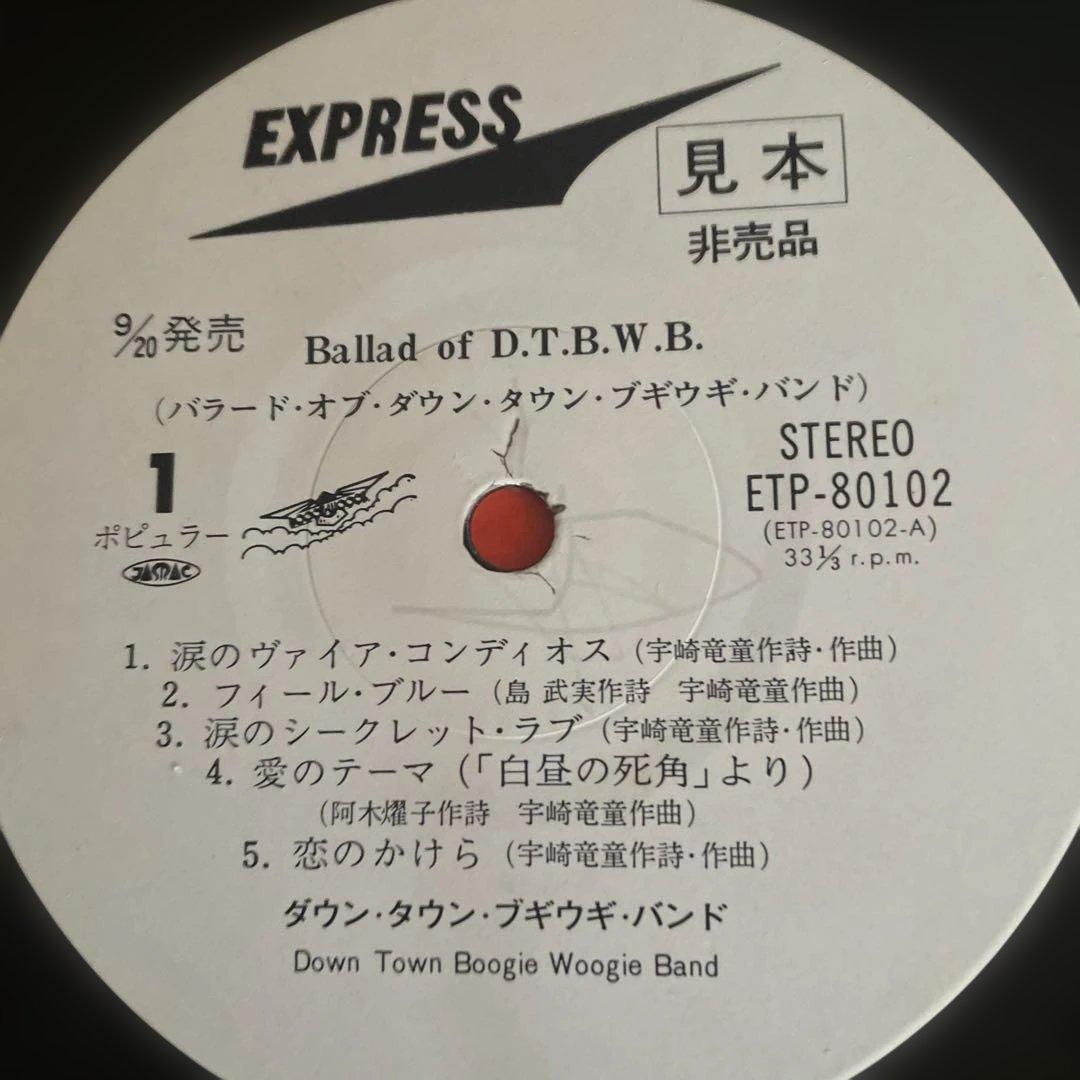 EXPRESS
見本
非売品
9/20発売
Ballad of D.T.B.W.B.
(バラード・オブ・ダウン・タウン・ブギウギ・バンド)
1
ポピュラー
JASRAC
STEREO
ETP-80102
(ETP-80102-A)
33⅓ r.p.m.
1. 涙のヴァイア・コンディオス (宇崎竜童作詩・作曲)
2. フィール・ブルー (島 武実作詩 宇崎竜童作曲)
3. 涙のシークレット・ラブ (宇崎竜童作詩・作曲)
4. 愛のテーマ (「白昼の死角」より)
(阿木燿子作詩 宇崎竜童作曲)
5. 恋のかけら (宇崎竜童作詩・作曲)
ダウン・タウン・ブギウギ・バンド
Down Town Boogie Woogie Band